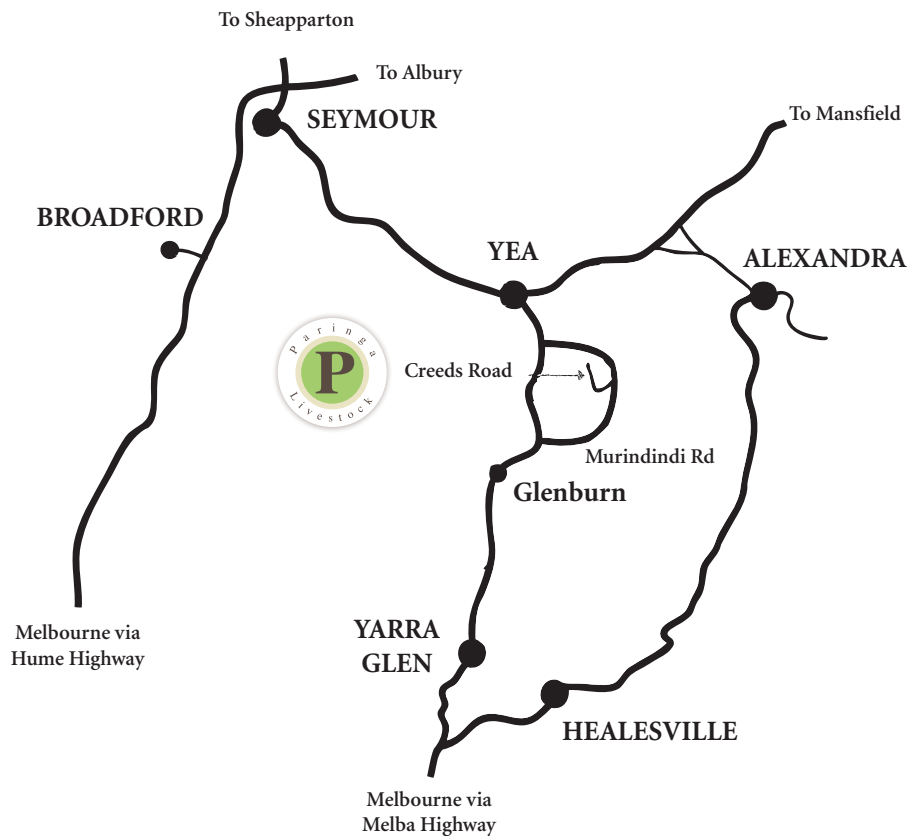 To Sheapparton
To Albury
SEYMOUR
To Mansfield
BROADFORD
YEA
ALEXANDRA
Paringa
P
Livestock
Creeds Road
Murindindi Rd
Glenburn
YARRA
GLEN
Melbourne via
Hume Highway
HEALESVILLE
Melbourne via
Melba Highway